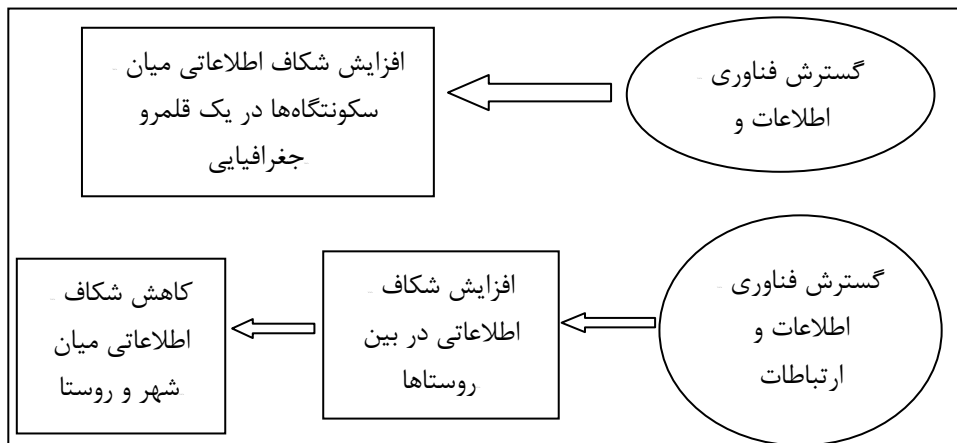 گسترش فناوری
اطلاعات و
افزایش شکاف اطلاعاتی میان
سکونتگاه‌ها در یک قلمرو
جغرافیایی
گسترش فناوری
اطلاعات و
ارتباطات
افزایش شکاف
اطلاعاتی در بین
روستاها
کاهش شکاف
اطلاعاتی میان
شهر و روستا